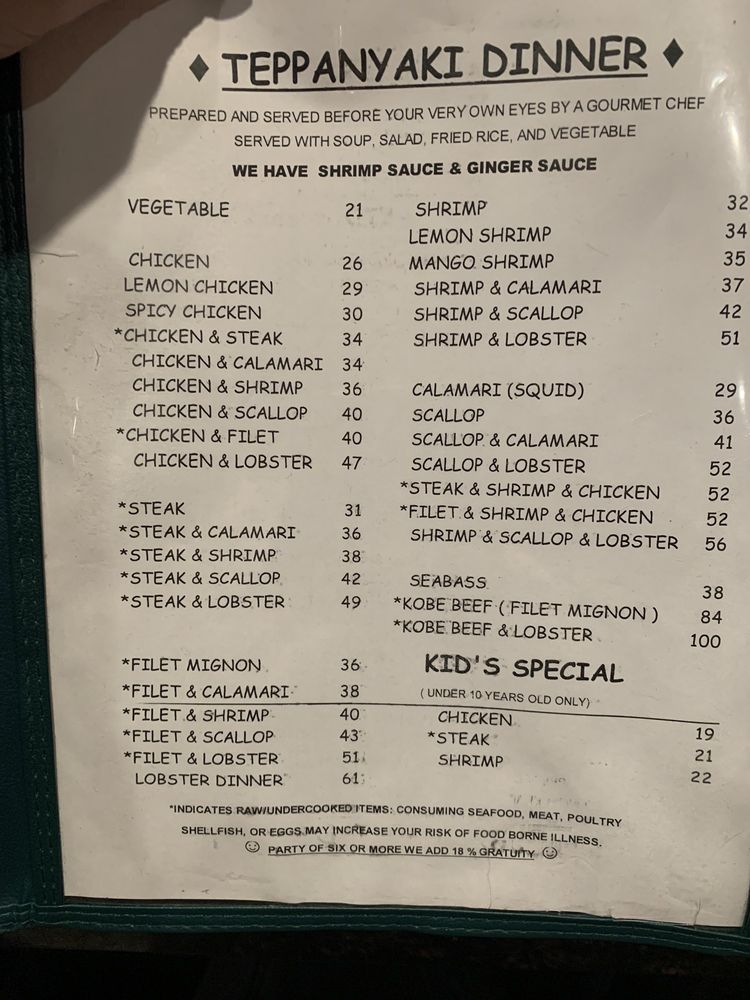 ♦ TEPPANYAKI DINNER ♦
PREPARED AND SERVED BEFORE YOUR VERY OWN EYES BY A GOURMET CHEF
SERVED WITH SOUP, SALAD, FRIED RICE, AND VEGETABLE
WE HAVE SHRIMP SAUCE & GINGER SAUCE
VEGETABLE 21
CHICKEN 26
LEMON CHICKEN 29
SPICY CHICKEN 30
*CHICKEN & STEAK 34
CHICKEN & CALAMARI 34
CHICKEN & SHRIMP 36
CHICKEN & SCALLOP 40
*CHICKEN & FILET 40
CHICKEN & LOBSTER 47
*STEAK 31
*STEAK & CALAMARI 36
*STEAK & SHRIMP 38
*STEAK & SCALLOP 42
*STEAK & LOBSTER 49
*FILET MIGNON 36
*FILET & CALAMARI 38
*FILET & SHRIMP 40
*FILET & SCALLOP 43
*FILET & LOBSTER 51
LOBSTER DINNER 61
SHRIMP 32
LEMON SHRIMP 34
MANGO SHRIMP 35
SHRIMP & CALAMARI 37
SHRIMP & SCALLOP 42
SHRIMP & LOBSTER 51
CALAMARI (SQUID) 29
SCALLOP 36
SCALLOP & CALAMARI 41
SCALLOP & LOBSTER 52
*STEAK & SHRIMP & CHICKEN 52
*FILET & SHRIMP & CHICKEN 52
SHRIMP & SCALLOP & LOBSTER 56
SEABASS 38
*KOBE BEEF ( FILET MIGNON ) 84
*KOBE BEEF & LOBSTER 100
KID'S SPECIAL
( UNDER 10 YEARS OLD ONLY)
CHICKEN 19
*STEAK 21
SHRIMP 22
*INDICATES RAW/UNDERCOOKED ITEMS: CONSUMING SEAFOOD, MEAT, POULTRY
SHELLFISH, OR EGGS MAY INCREASE YOUR RISK OF FOOD BORNE ILLNESS.
☺ PARTY OF SIX OR MORE WE ADD 18 % GRATUITY ☺